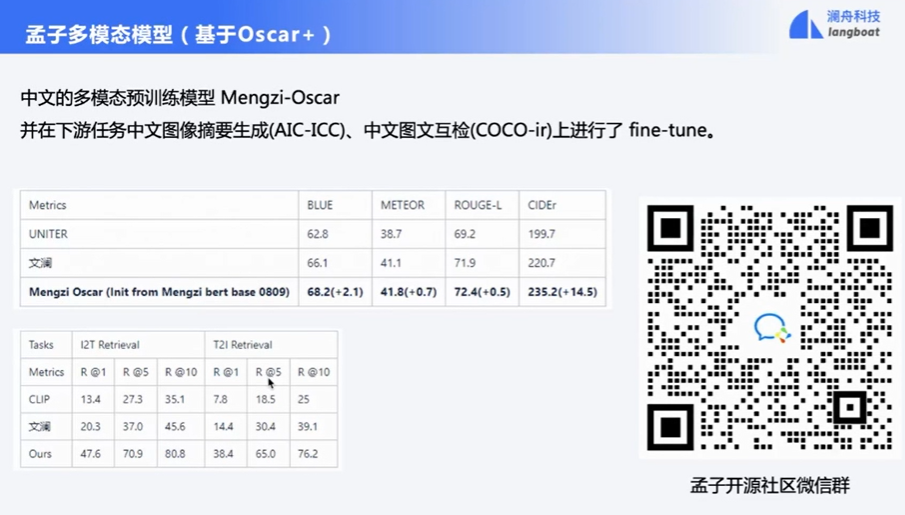 孟子多模态模型（基于Oscar+）
澜舟科技
langboat
中文的多模态预训练模型 Mengzi-Oscar
并在下游任务中文图像摘要生成(AIC-ICC)、中文图文互检(COCO-ir)上进行了 fine-tune。
Metrics BLUE METEOR ROUGE-L CIDEr
UNITER 62.8 38.7 69.2 199.7
文澜 66.1 41.1 71.9 220.7
Mengzi Oscar (Init from Mengzi bert base 0809) 68.2(+2.1) 41.8(+0.7) 72.4(+0.5) 235.2(+14.5)
Tasks I2T Retrieval T2I Retrieval
Metrics R @1 R @5 R @10 R @1 R @5 R @10
CLIP 13.4 27.3 35.1 7.8 18.5 25
文澜 20.3 37.0 45.6 14.4 30.4 39.1
Ours 47.6 70.9 80.8 38.4 65.0 76.2
孟子开源社区微信群